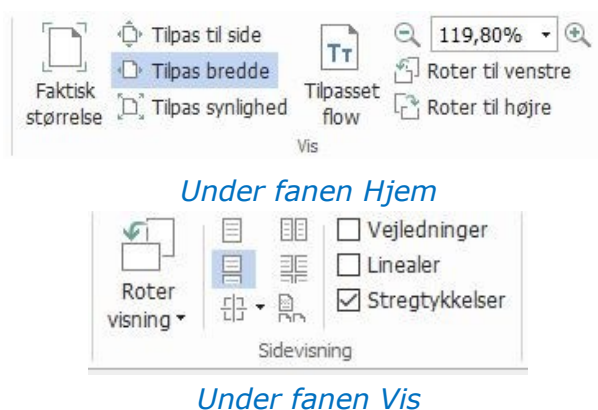 Faktisk størrelse
Tilpas til side
Tilpas bredde
Tilpas synlighed
Tilpasset flow
119,80%
Roter til venstre
Roter til højre
Vis
Under fanen Hjem
Roter visning
Vejledninger
Linealer
Stregtykkelser
Sidevisning
Under fanen Vis